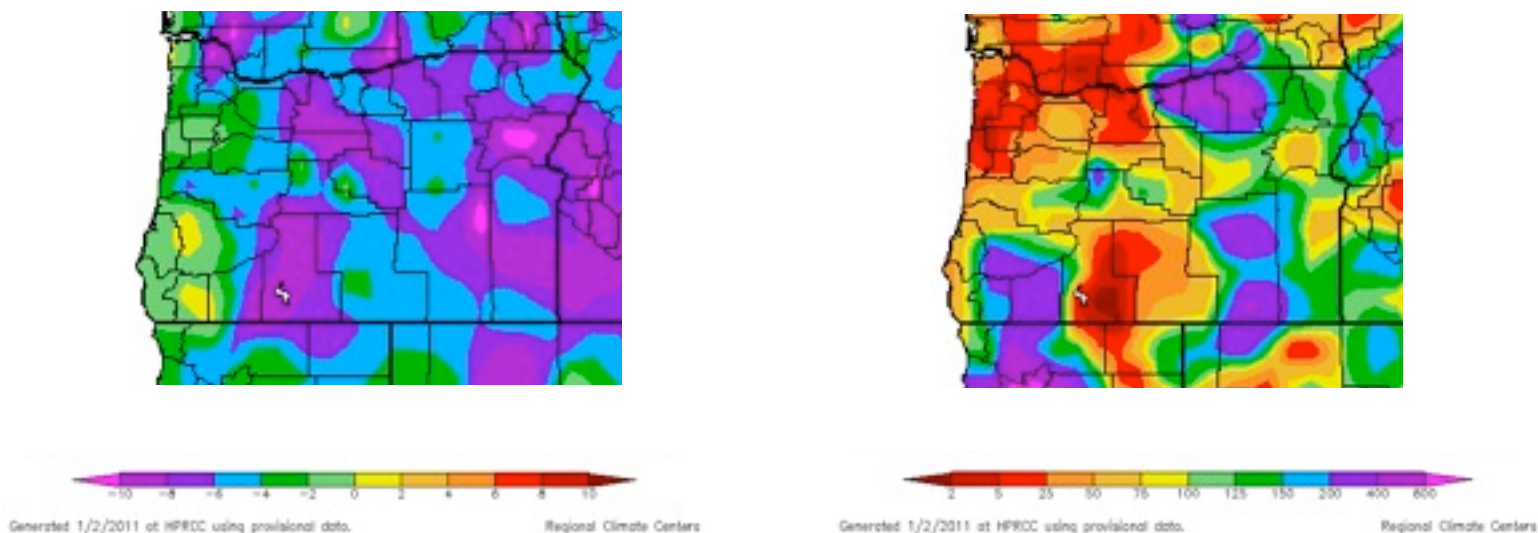 -10 -8 -6 -4 -2 0 2 4 6 8 10
Generated 1/2/2011 at HPRCC using provisional data. Regional Climate Centers
2 5 25 50 75 100 125 150 200 400 800
Generated 1/2/2011 at HPRCC using provisional data. Regional Climate Centers